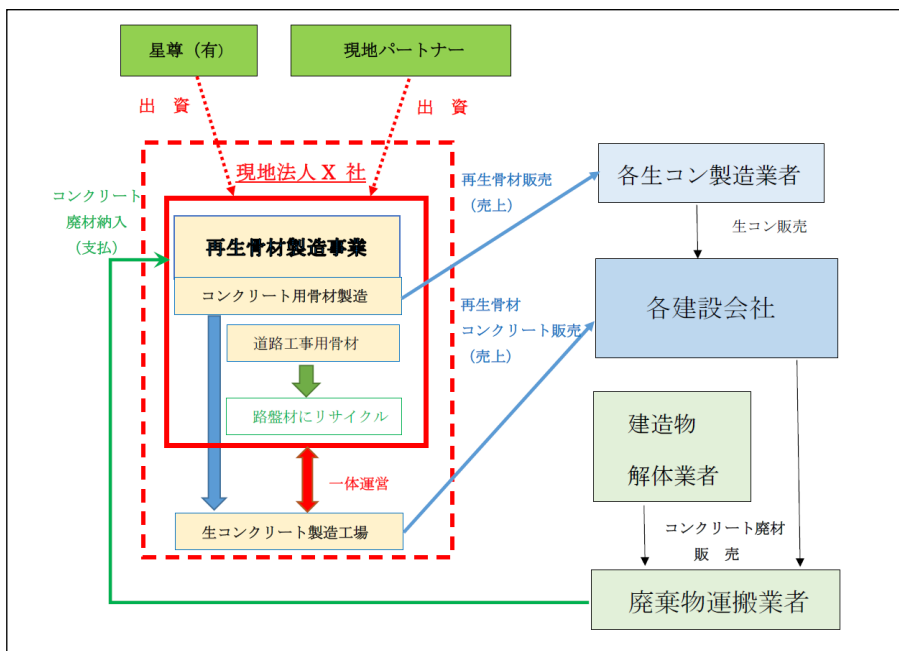 星尊（有）
現地パートナー
出 資
出 資
現地法人 X 社
コンクリート
廃材納入
（支払）
再生骨材製造事業
コンクリート用骨材製造
道路工事用骨材
路盤材にリサイクル
一体運営
生コンクリート製造工場
再生骨材販売
（売上）
再生骨材
コンクリート販売
（売上）
各生コン製造業者
生コン販売
各建設会社
建造物
解体業者
コンクリート廃材
販 売
廃棄物運搬業者